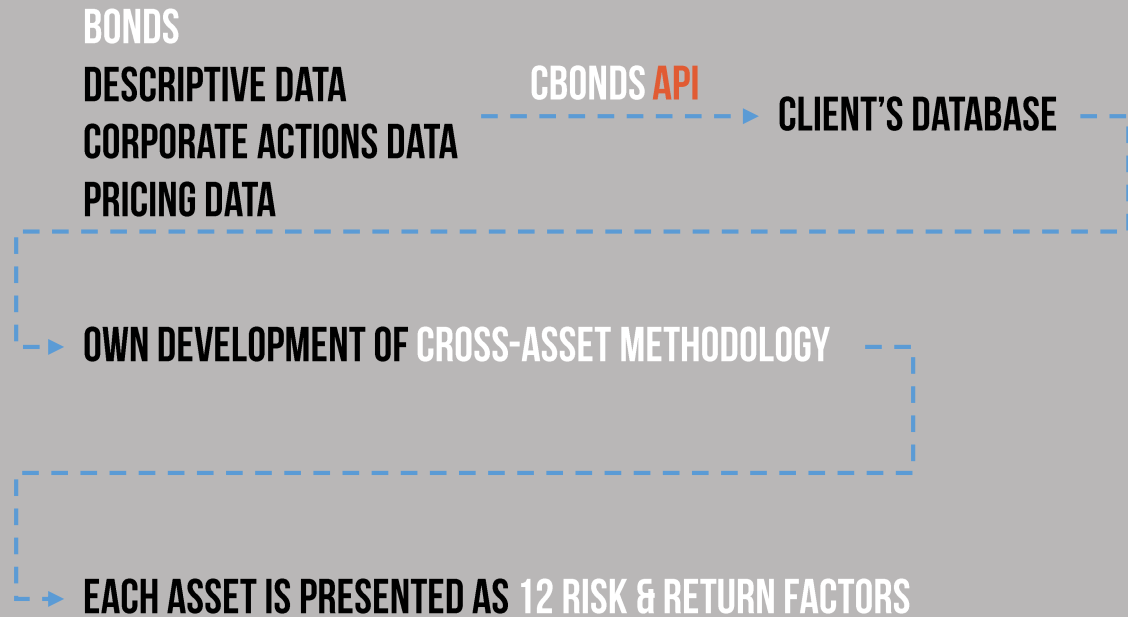 BONDS
DESCRIPTIVE DATA
CORPORATE ACTIONS DATA
PRICING DATA
CBONDS API
CLIENT'S DATABASE
OWN DEVELOPMENT OF CROSS-ASSET METHODOLOGY
EACH ASSET IS PRESENTED AS 12 RISK & RETURN FACTORS